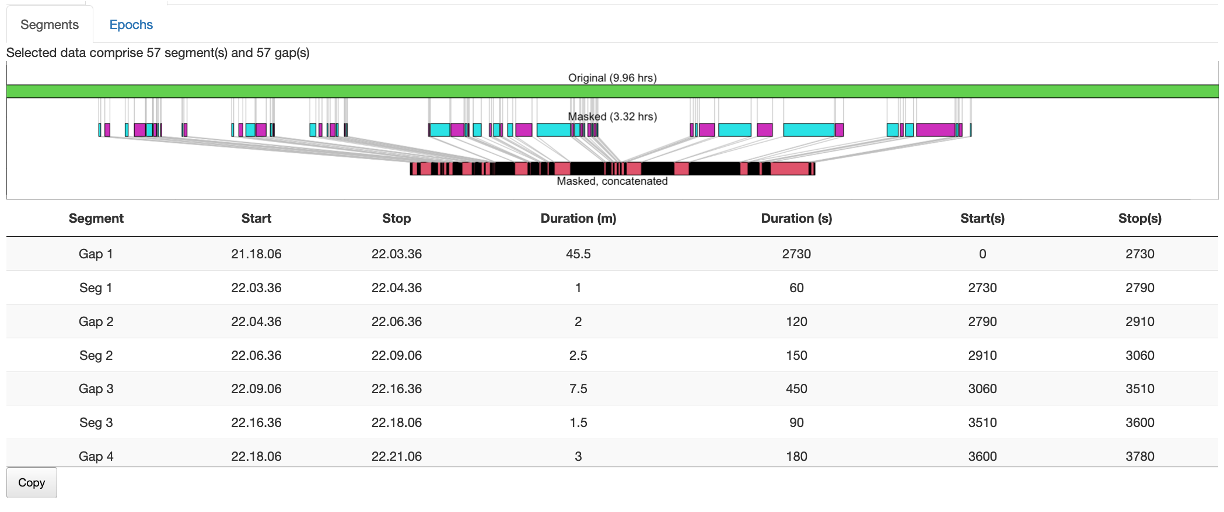 Segments Epochs
Selected data comprise 57 segment(s) and 57 gap(s)
Original (9.96 hrs)
Masked (3.32 hrs)
Masked, concatenated
Segment Start Stop Duration (m) Duration (s) Start(s) Stop(s)
Gap 1 21.18.06 22.03.36 45.5 2730 0 2730
Seg 1 22.03.36 22.04.36 1 60 2730 2790
Gap 2 22.04.36 22.06.36 2 120 2790 2910
Seg 2 22.06.36 22.09.06 2.5 150 2910 3060
Gap 3 22.09.06 22.16.36 7.5 450 3060 3510
Seg 3 22.16.36 22.18.06 1.5 90 3510 3600
Gap 4 22.18.06 22.21.06 3 180 3600 3780
Copy